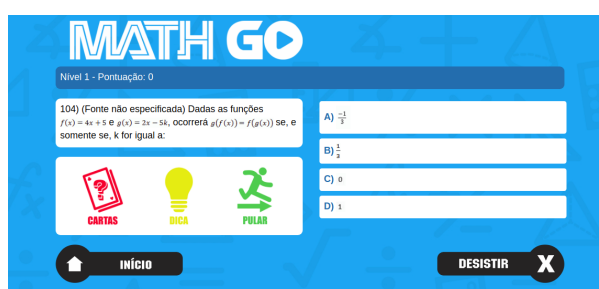 MATH GO
Nível 1 - Pontuação: 0
104) (Fonte não especificada) Dadas as funções
f(x) = 4x + 5 e g(x) = 2x − 5k, ocorrerá g(f(x)) = f(g(x)) se, e
somente se, k for igual a:
A) -1/3
B) 1/3
C) 0
D) 1
CARTAS
DICA
PULAR
INÍCIO
DESISTIR X